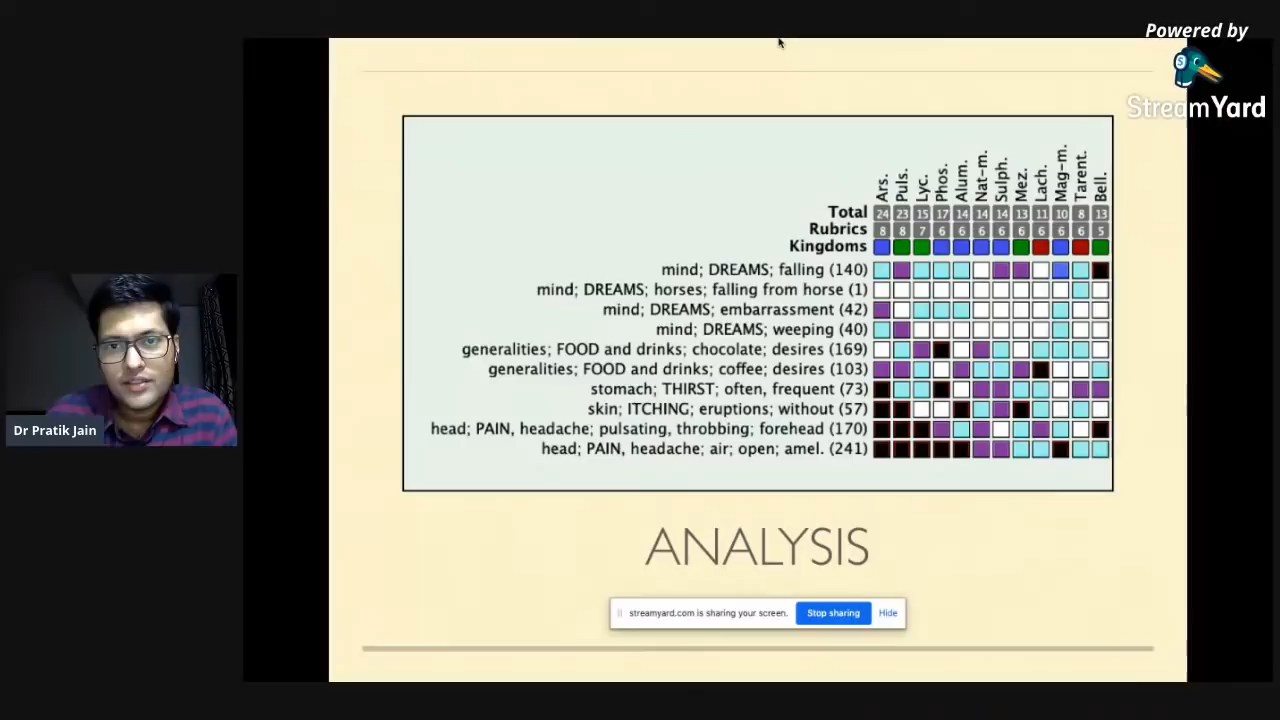 Powered by
StreamYard
Ars. Puls. Lyc. Phos. Alum. Nat-m. Sulph. Mez. Lach. Mag-m. Tarent. Bell.
Total 24 23 15 17 14 14 14 13 11 10 8 13
Rubrics 8 8 7 6 6 6 6 6 6 6 6 5
Kingdoms
mind; DREAMS; falling (140)
mind; DREAMS; horses; falling from horse (1)
mind; DREAMS; embarrassment (42)
mind; DREAMS; weeping (40)
generalities; FOOD and drinks; chocolate; desires (169)
generalities; FOOD and drinks; coffee; desires (103)
stomach; THIRST; often, frequent (73)
skin; ITCHING; eruptions; without (57)
head; PAIN, headache; pulsating, throbbing; forehead (170)
head; PAIN, headache; air; open; amel. (241)
Dr Pratik Jain
ANALYSIS
streamyard.com is sharing your screen. Stop sharing Hide